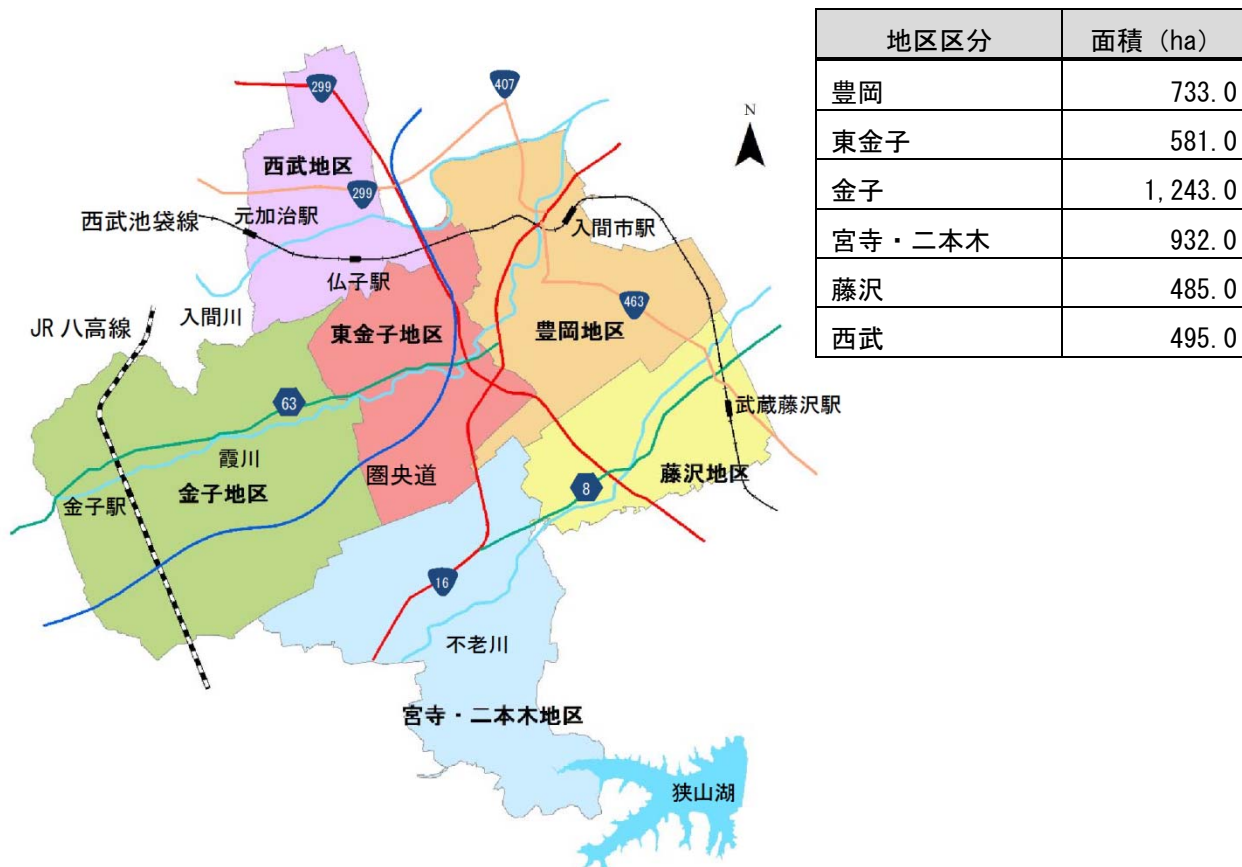 299
407
N
西武地区
299
元加治駅
西武池袋線
入間市駅
仏子駅
463
入間川
JR 八高線
東金子地区
豊岡地区
63
武蔵藤沢駅
霞川
圏央道
藤沢地区
8
金子駅
金子地区
16
不老川
宮寺・二本木地区
狭山湖
地区区分 面積（ha）
豊岡 733.0
東金子 581.0
金子 1,243.0
宮寺・二本木 932.0
藤沢 485.0
西武 495.0